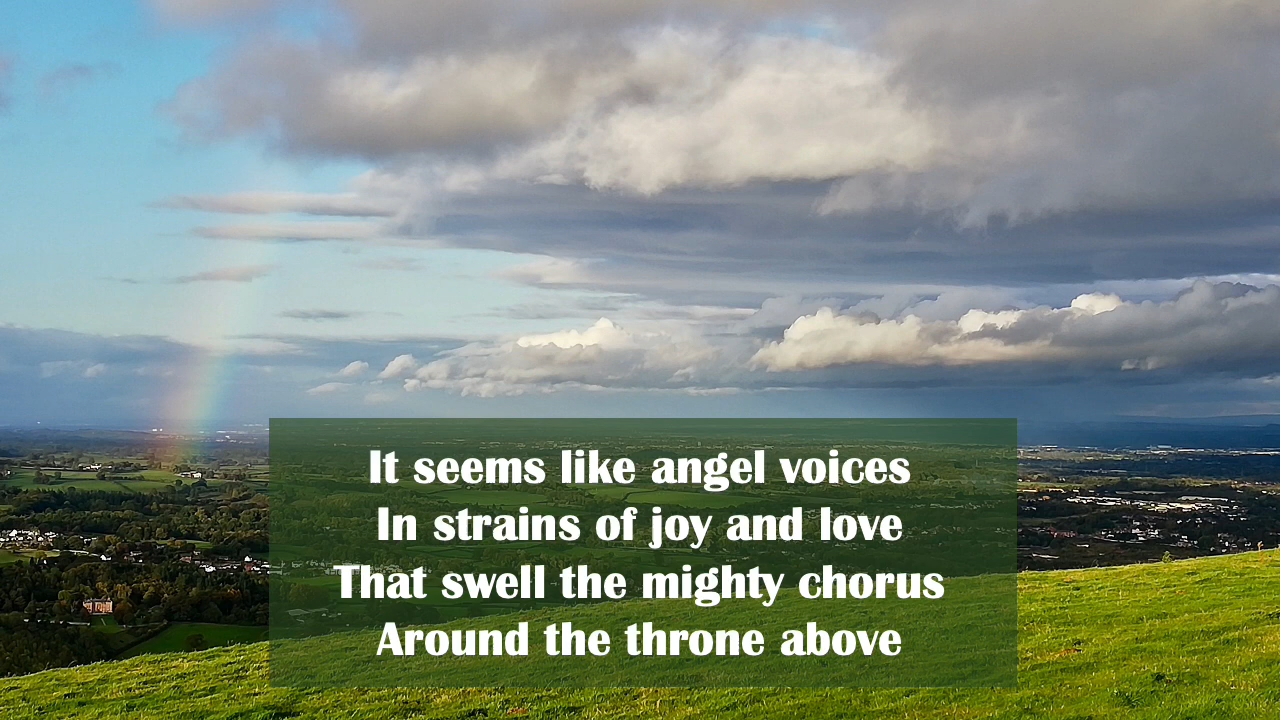 It seems like angel voices
In strains of joy and love
That swell the mighty chorus
Around the throne above